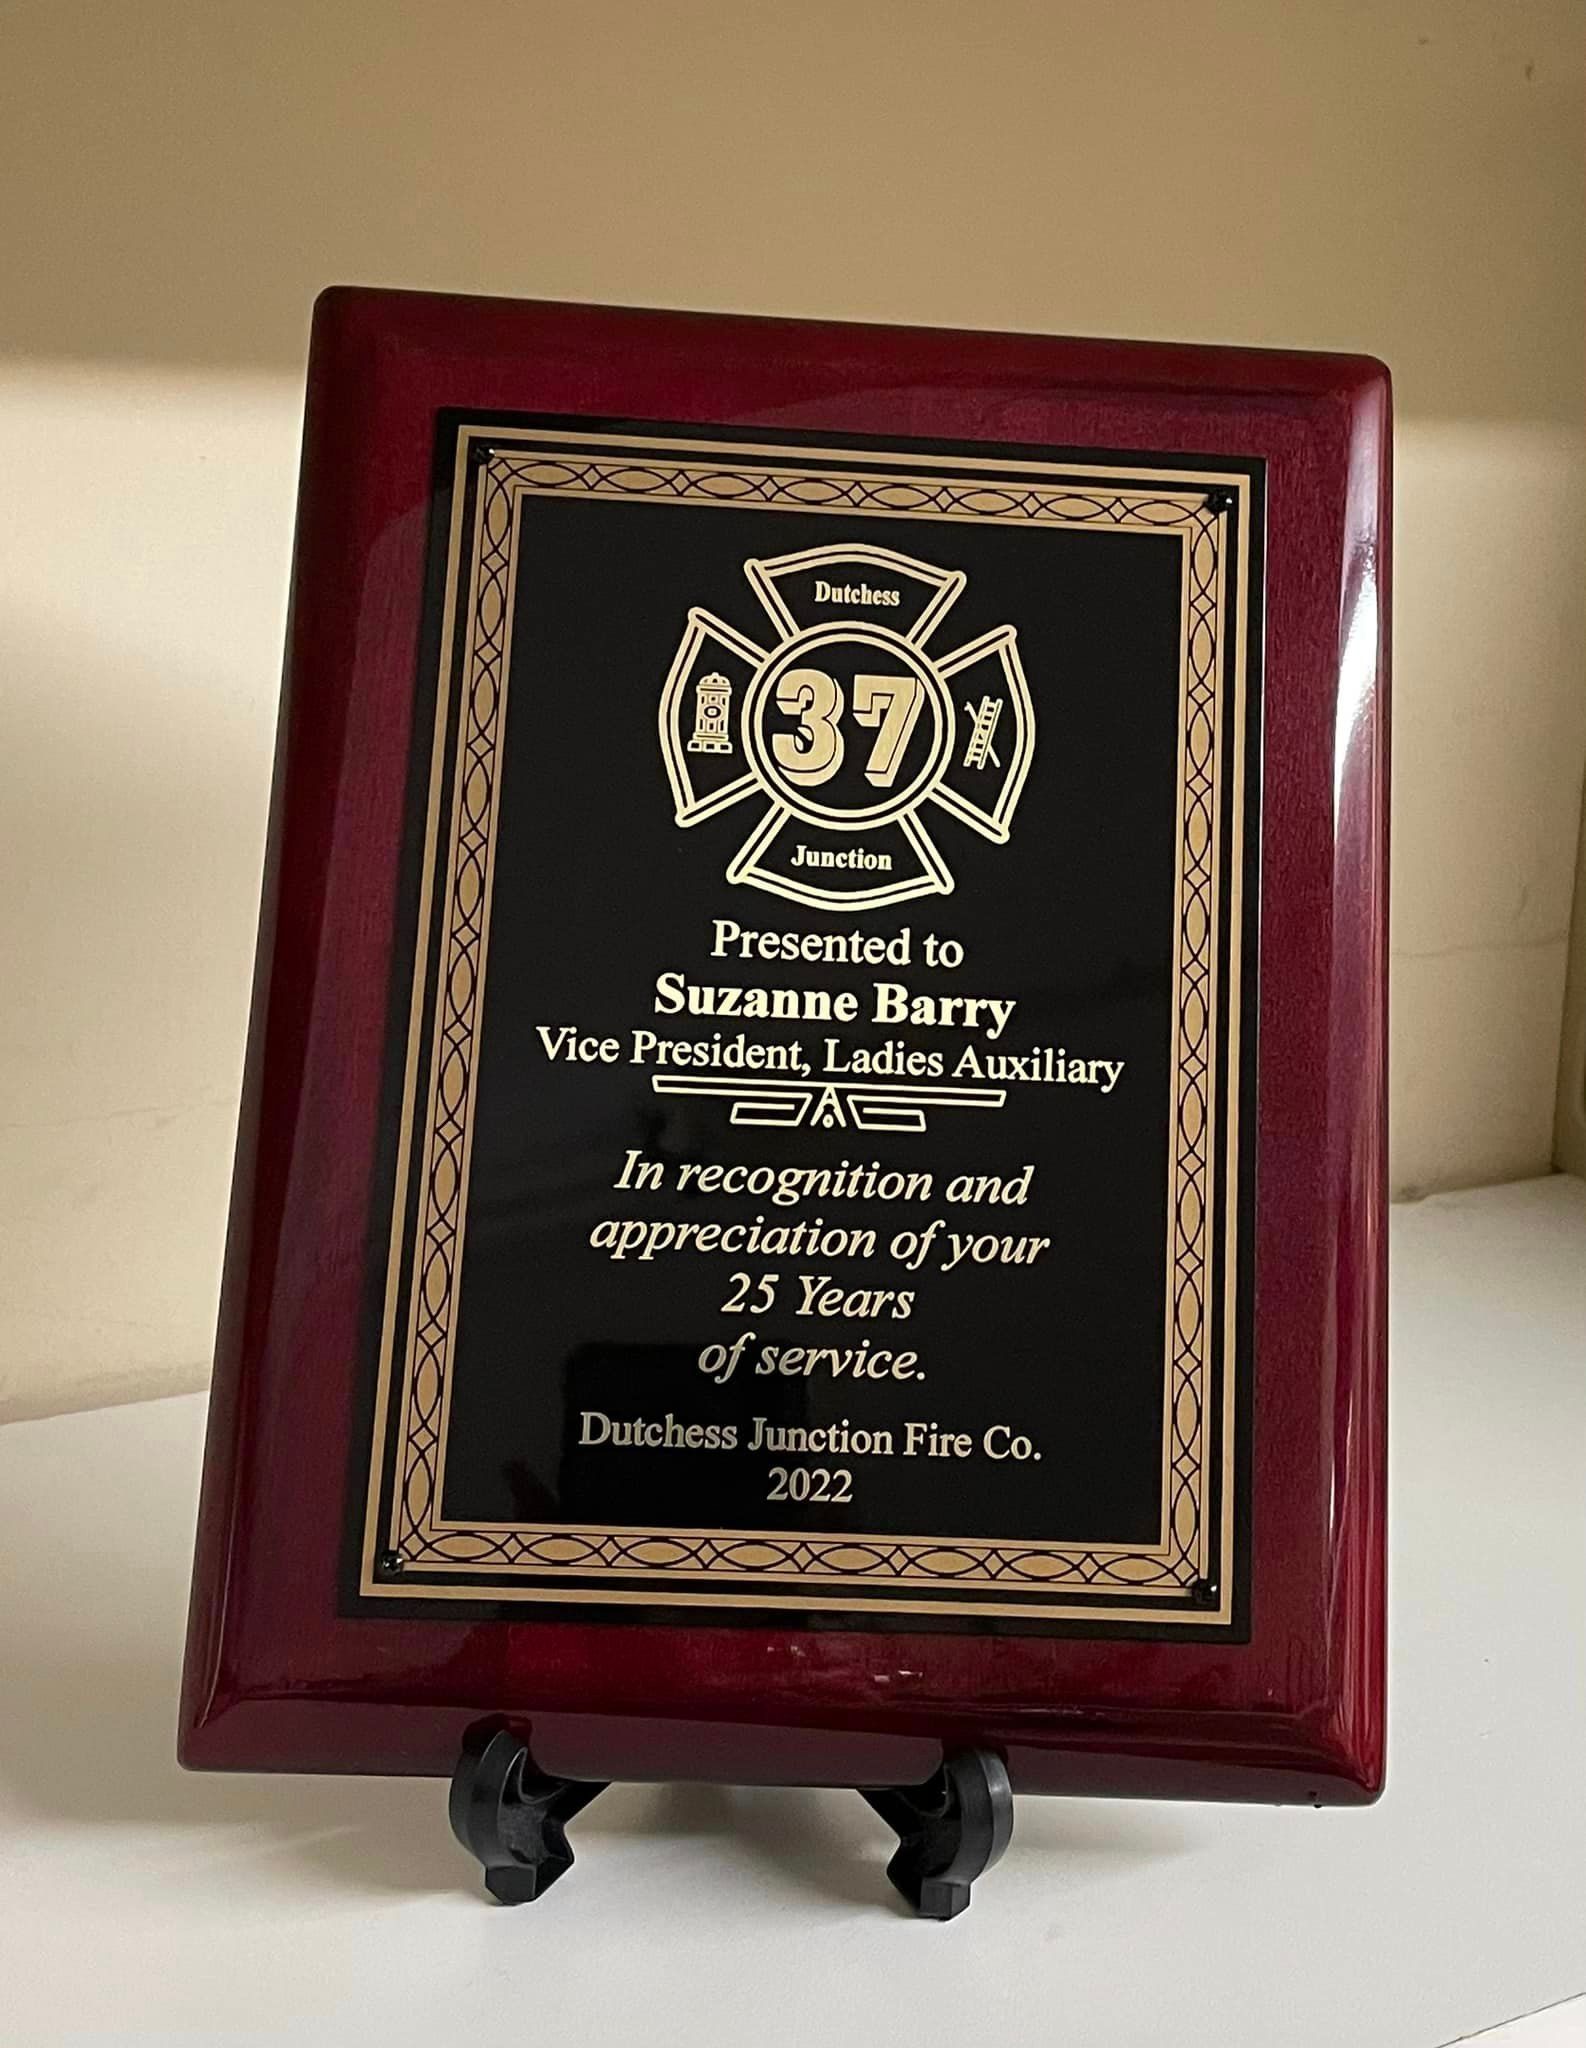 Dutchess
37
Junction
Presented to
Suzanne Barry
Vice President, Ladies Auxiliary
In recognition and
appreciation of your
25 Years
of service.
Dutchess Junction Fire Co.
2022